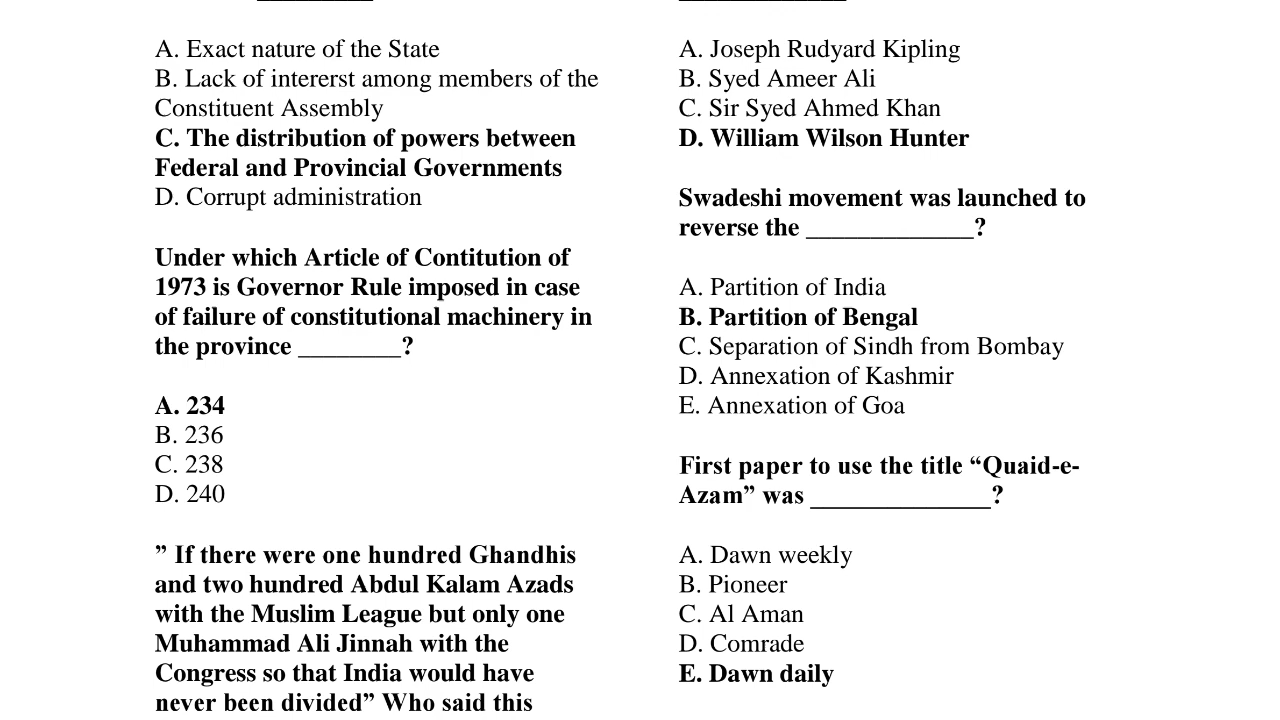 A. Exact nature of the State
B. Lack of intererst among members of the
Constituent Assembly
C. The distribution of powers between
Federal and Provincial Governments
D. Corrupt administration
Under which Article of Contitution of
1973 is Governor Rule imposed in case
of failure of constitutional machinery in
the province ________?
A. 234
B. 236
C. 238
D. 240
” If there were one hundred Ghandhis
and two hundred Abdul Kalam Azads
with the Muslim League but only one
Muhammad Ali Jinnah with the
Congress so that India would have
never been divided” Who said this
A. Joseph Rudyard Kipling
B. Syed Ameer Ali
C. Sir Syed Ahmed Khan
D. William Wilson Hunter
Swadeshi movement was launched to
reverse the _____________?
A. Partition of India
B. Partition of Bengal
C. Separation of Sindh from Bombay
D. Annexation of Kashmir
E. Annexation of Goa
First paper to use the title “Quaid-e-
Azam” was ______________?
A. Dawn weekly
B. Pioneer
C. Al Aman
D. Comrade
E. Dawn daily